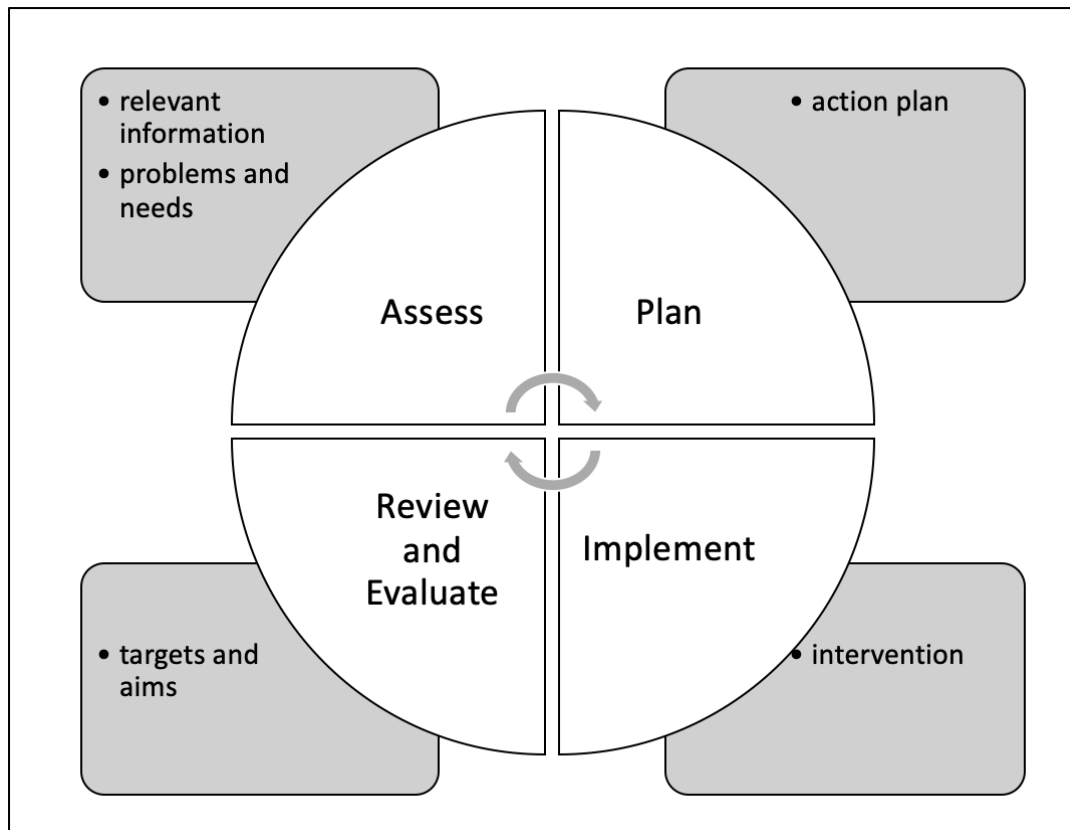 • relevant
information
• problems and
needs
• action plan
Assess
Plan
Review
and
Evaluate
Implement
• targets and
aims
• intervention